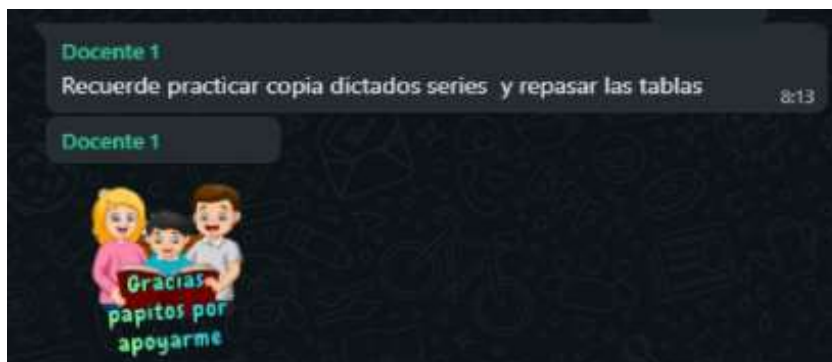 Docente 1
Recuerde practicar copia dictados series y repasar las tablas
8:13
Docente 1
Gracias
papitos por
apoyarme